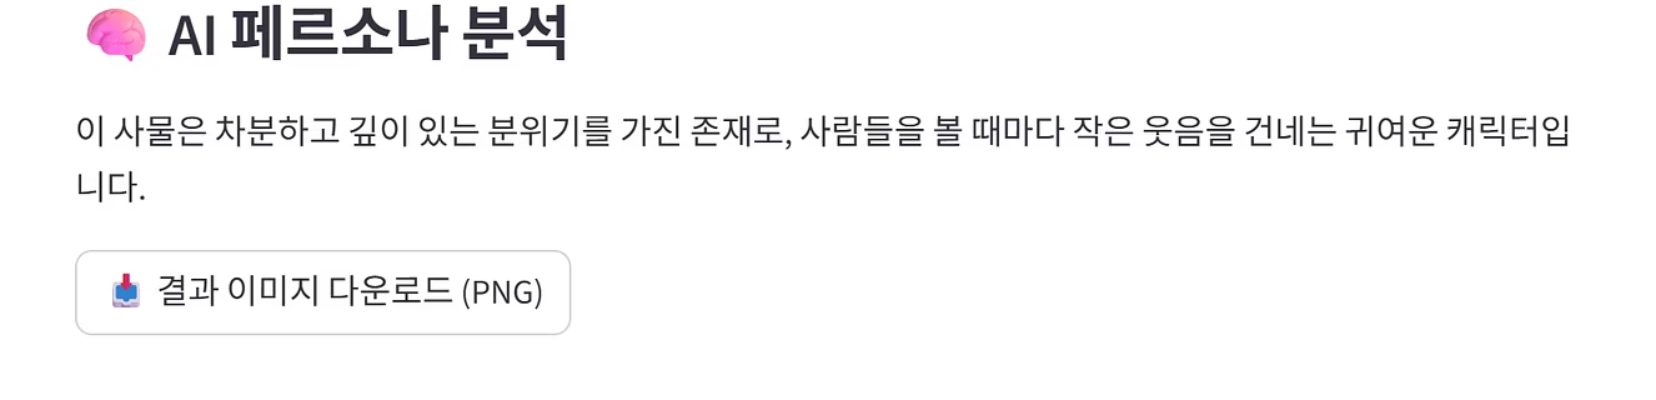 🧠 AI 페르소나 분석
이 사물은 차분하고 깊이 있는 분위기를 가진 존재로, 사람들을 볼 때마다 작은 웃음을 건네는 귀여운 캐릭터입
니다.
📥 결과 이미지 다운로드 (PNG)